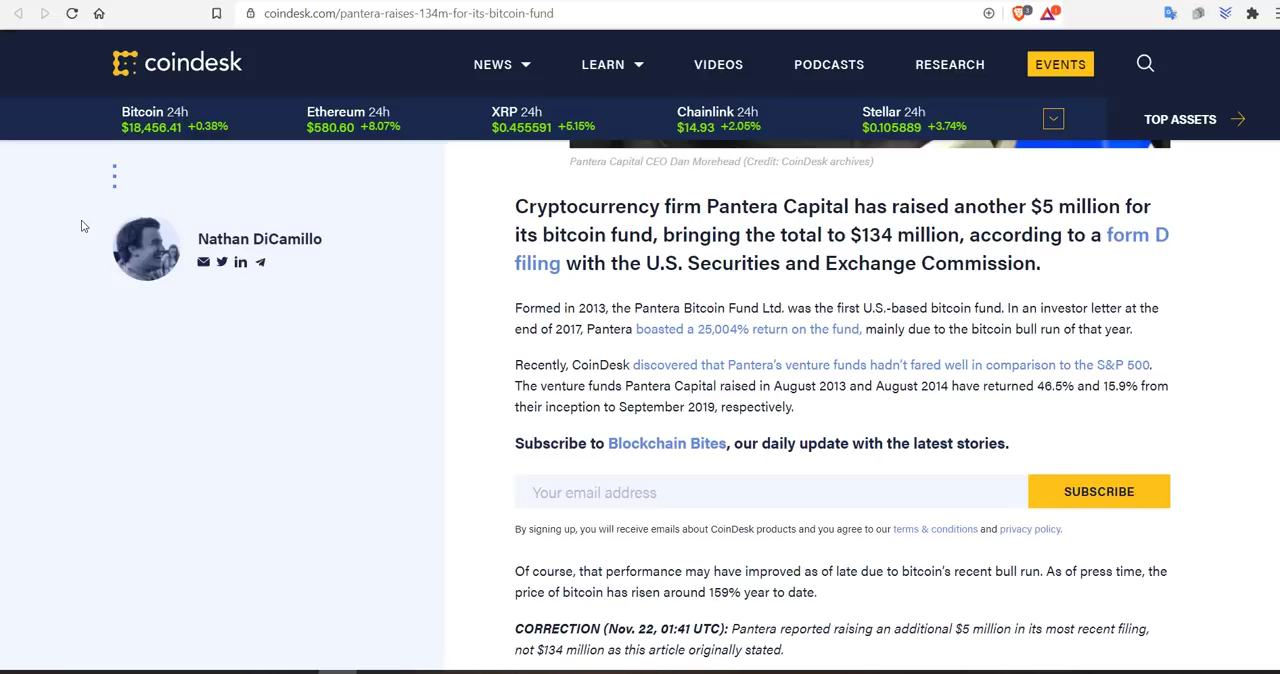 coindesk.com/pantera-raises-134m-for-its-bitcoin-fund
3
1
coindesk
NEWS LEARN VIDEOS PODCASTS RESEARCH EVENTS
Bitcoin 24h
$18,456.41 +0.38%
Ethereum 24h
$580.60 +8.07%
XRP 24h
$0.455591 +5.15%
Chainlink 24h
$14.93 +2.05%
Stellar 24h
$0.105889 +3.74%
TOP ASSETS
Pantera Capital CEO Dan Morehead (Credit: CoinDesk archives)
Nathan DiCamillo
Cryptocurrency firm Pantera Capital has raised another $5 million for
its bitcoin fund, bringing the total to $134 million, according to a form D
filing with the U.S. Securities and Exchange Commission.
Formed in 2013, the Pantera Bitcoin Fund Ltd. was the first U.S.-based bitcoin fund. In an investor letter at the
end of 2017, Pantera boasted a 25,004% return on the fund, mainly due to the bitcoin bull run of that year.
Recently, CoinDesk discovered that Pantera's venture funds hadn't fared well in comparison to the S&P 500.
The venture funds Pantera Capital raised in August 2013 and August 2014 have returned 46.5% and 15.9% from
their inception to September 2019, respectively.
Subscribe to Blockchain Bites, our daily update with the latest stories.
Your email address
SUBSCRIBE
By signing up, you will receive emails about CoinDesk products and you agree to our terms & conditions and privacy policy.
Of course, that performance may have improved as of late due to bitcoin's recent bull run. As of press time, the
price of bitcoin has risen around 159% year to date.
CORRECTION (Nov. 22, 01:41 UTC): Pantera reported raising an additional $5 million in its most recent filing,
not $134 million as this article originally stated.